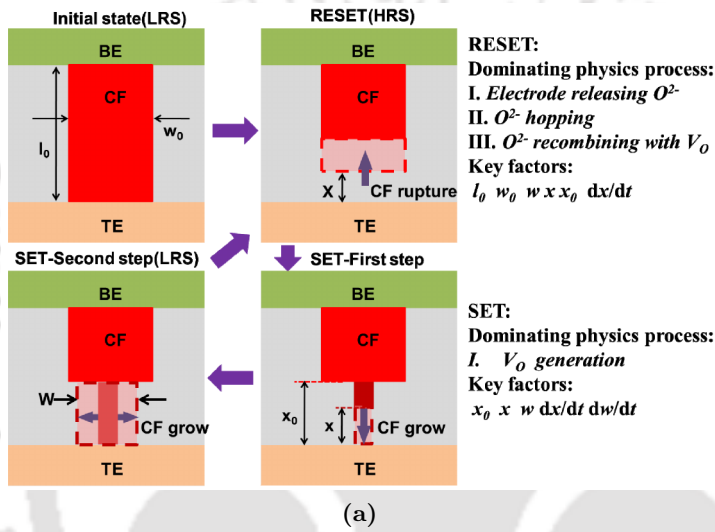 Initial state(LRS)
BE
CF
l₀
w₀
TE
RESET(HRS)
BE
CF
X
CF rupture
TE
RESET:
Dominating physics process:
I. Electrode releasing O²⁻
II. O²⁻ hopping
III. O²⁻ recombining with V_O
Key factors:
l₀ w₀ w x x₀ dx/dt
SET-Second step(LRS)
BE
CF
W
CF grow
TE
SET-First step
BE
CF
x₀
x
CF grow
TE
SET:
Dominating physics process:
I. V_O generation
Key factors:
x₀ x w dx/dt dw/dt
(a)